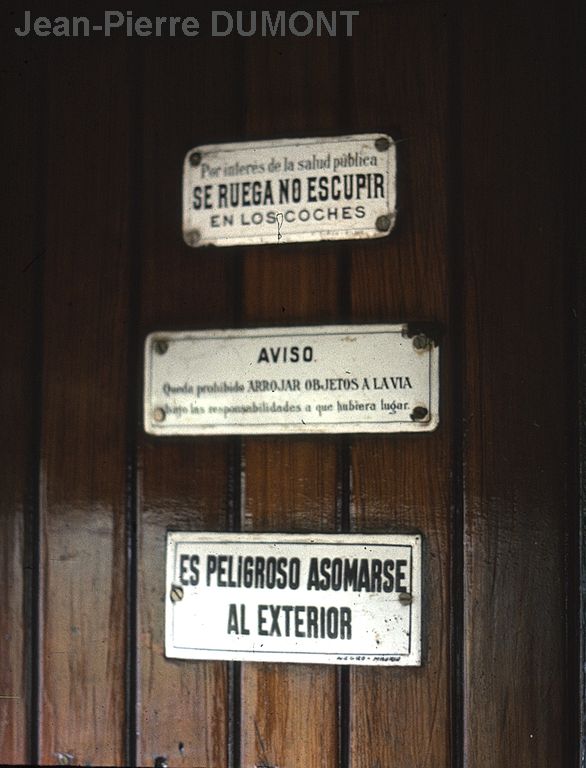 Jean-Pierre DUMONT
Por interés de la salud pública
SE RUEGA NO ESCUPIR
EN LOS COCHES
AVISO.
Queda prohibido ARROJAR OBJETOS A LA VIA
bajo las responsabilidades a que hubiera lugar.
ES PELIGROSO ASOMARSE
AL EXTERIOR
MADRID